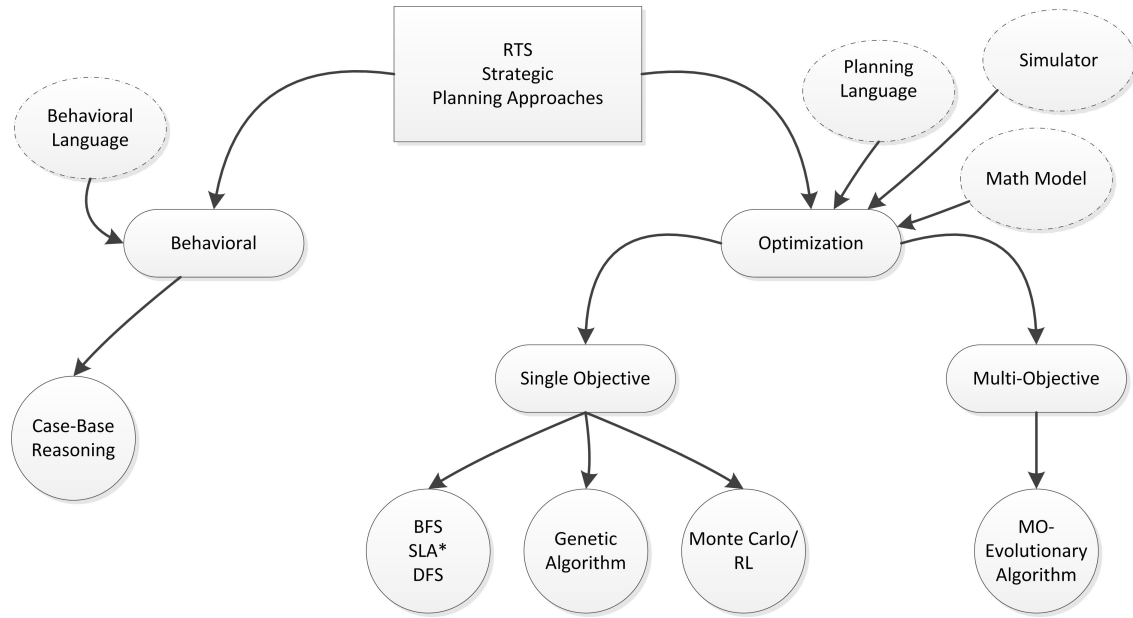 RTS
Strategic
Planning Approaches
Planning
Language
Simulator
Behavioral
Language
Math Model
Behavioral
Optimization
Single Objective
Multi-Objective
Case-Base
Reasoning
BFS
SLA*
DFS
Genetic
Algorithm
Monte Carlo/
RL
MO-
Evolutionary
Algorithm